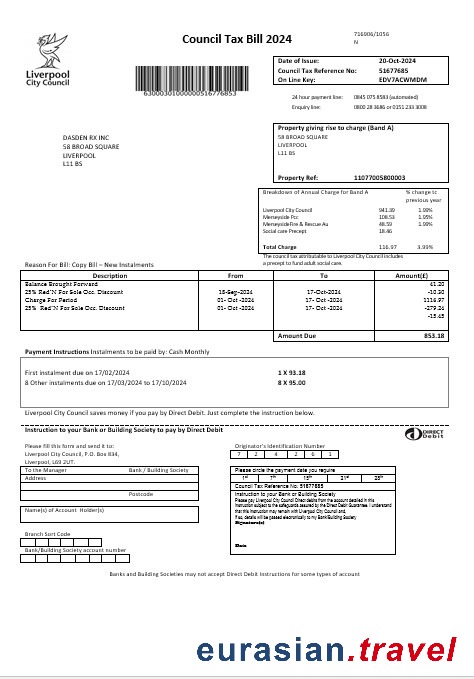 716906/1056
N
Council Tax Bill 2024
Liverpool
City Council
63000301000000516776853
Date of Issue: 20-Oct-2024
Council Tax Reference No: 51677685
On Line Key: EDV7ACWMDM
24 hour payment line: 0845 075 8583 (automated)
Enquiry line: 0800 28 3686 or 0151 233 3008
DASDEN RX INC
58 BROAD SQUARE
LIVERPOOL
L11 BS
Property giving rise to charge (Band A)
58 BROAD SQUARE
LIVERPOOL
L11 BS
Property Ref: 11077005800003
Breakdown of Annual Charge for Band A % change to
previous year
Liverpool City Council 941.39 1.99%
Merseyside Pcc 108.53 1.95%
MerseysideFire & Rescue Au 48.59 1.99%
Social care Precept 18.46
Total Charge 116.97 3.99%
The council tax attributable to Liverpool City Council includes
a precept to fund adult social care.
Reason For Bill: Copy Bill – New Instalments
Description From To Amount(£)
Balance Brought Forward 41.20
25% Red'N For Sole Occ. Discount 18-Sep-2024 17-Oct-2024 -10.30
Charge For Period 01- Oct -2024 17- Oct -2024 1116.97
25% Red'N For Sole Occ. Discount 01- Oct -2024 17- Oct -2024 -279.24
-15.45
Amount Due 853.18
Payment Instructions Instalments to be paid by: Cash Monthly
First instalment due on 17/02/2024 1 X 93.18
8 Other instalments due on 17/03/2024 to 17/10/2024 8 X 95.00
Liverpool City Council saves money if you pay by Direct Debit. Just complete the instruction below.
Instruction to your Bank or Building Society to pay by Direct Debit
DIRECT
Debit
Please fill this form and send it to:
Liverpool City Council, P.O. Box 834,
Liverpool, L69 2UT.
Originator's Identification Number
7 2 4 2 6 1
To the Manager Bank / Building Society
Address
Postcode
Name(s) of Account Holder(s)
Branch Sort Code
Bank/Building Society account number
Please circle the payment date you require
1st 7th 15th 21st 28th
Council Tax Reference No: 51677685
Instruction to your Bank or Building Society
Please pay Liverpool City Council Direct debits from the account detailed in this
instruction subject to the safeguards assured by the Direct Debit Guarantee. I understand
that this instruction may remain with Liverpool City Council and,
if so, details will be passed electronically to my Bank/Building Society
Signature(s)
Date
Banks and Building Societies may not accept Direct Debit Instructions for some types of account
eurasian.travel